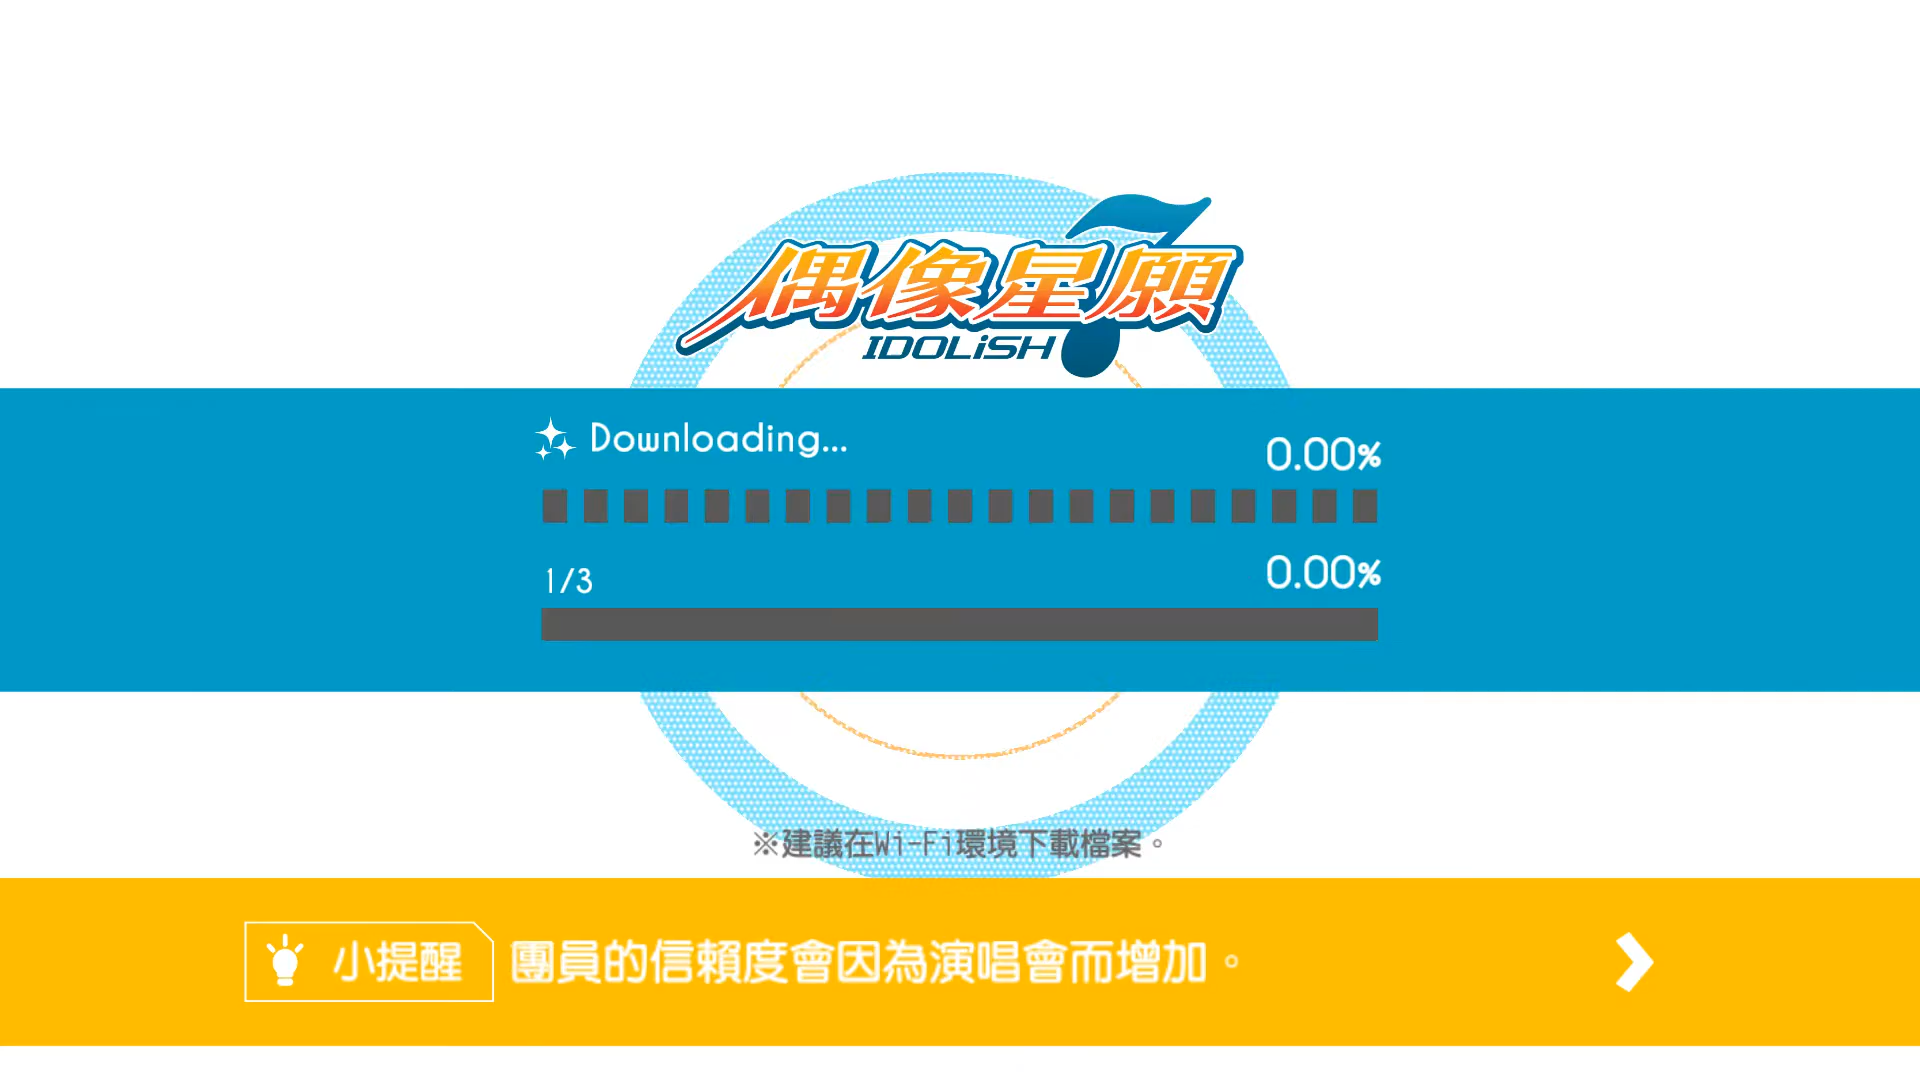 偶像星願
IDOLiSH7
Downloading...
0.00%
1/3
0.00%
※建議在Wi-Fi環境下載檔案。
小提醒
團員的信賴度會因為演唱會而增加。